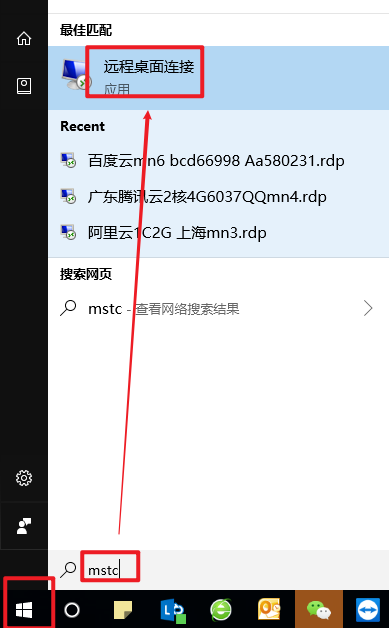 最佳匹配
远程桌面连接
应用
Recent
百度云mn6 bcd66998 Aa580231.rdp
广东腾讯云2核4G6037QQmn4.rdp
阿里云1C2G 上海mn3.rdp
搜索网页
mstc - 查看网络搜索结果
mstc